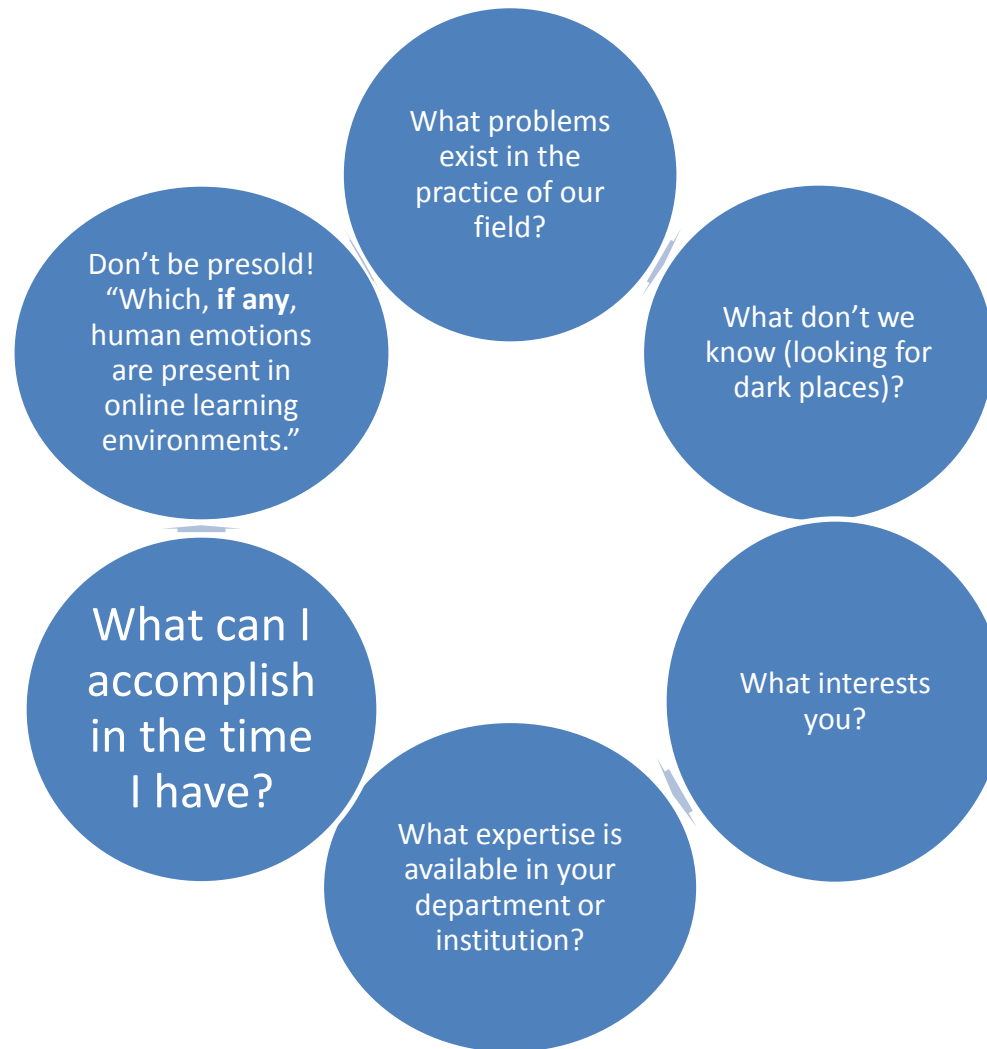 What problems
exist in the
practice of our
field?
What don’t we
know (looking for
dark places)?
What interests
you?
What expertise is
available in your
department or
institution?
What can I
accomplish
in the time
I have?
Don’t be presold!
“Which, if any,
human emotions
are present in
online learning
environments.”